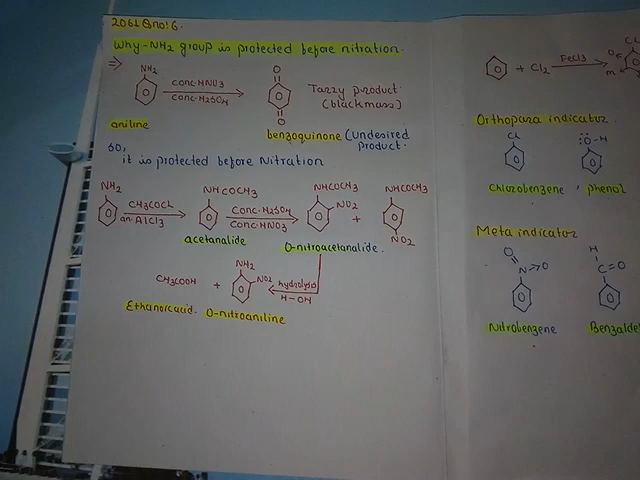 2061 Q no: 6.
Why -NH2 group is protected before nitration.
⇒ NH2
conc. HNO3
conc. H2SO4
O
O
Tarry product
(black mass)
aniline
benzoquinone (undesired
product.
so,
it is protected before Nitration
NH2
CH3COCl
an. AlCl3
NHCOCH3
conc. H2SO4
conc. HNO3
NHCOCH3
NO2
+
NHCOCH3
NO2
acetanalide
O-nitroacetanalide.
CH3COOH + NH2
NO2
hydrolysis
H-OH
Ethanoic acid. O-nitroaniline
+ Cl2
FeCl3
Cl
o
m
Orthopara indicator.
Cl
:Ö-H
Chlorobenzene, phenol
Meta indicator
O
N→O
H
C=O
Nitrobenzene